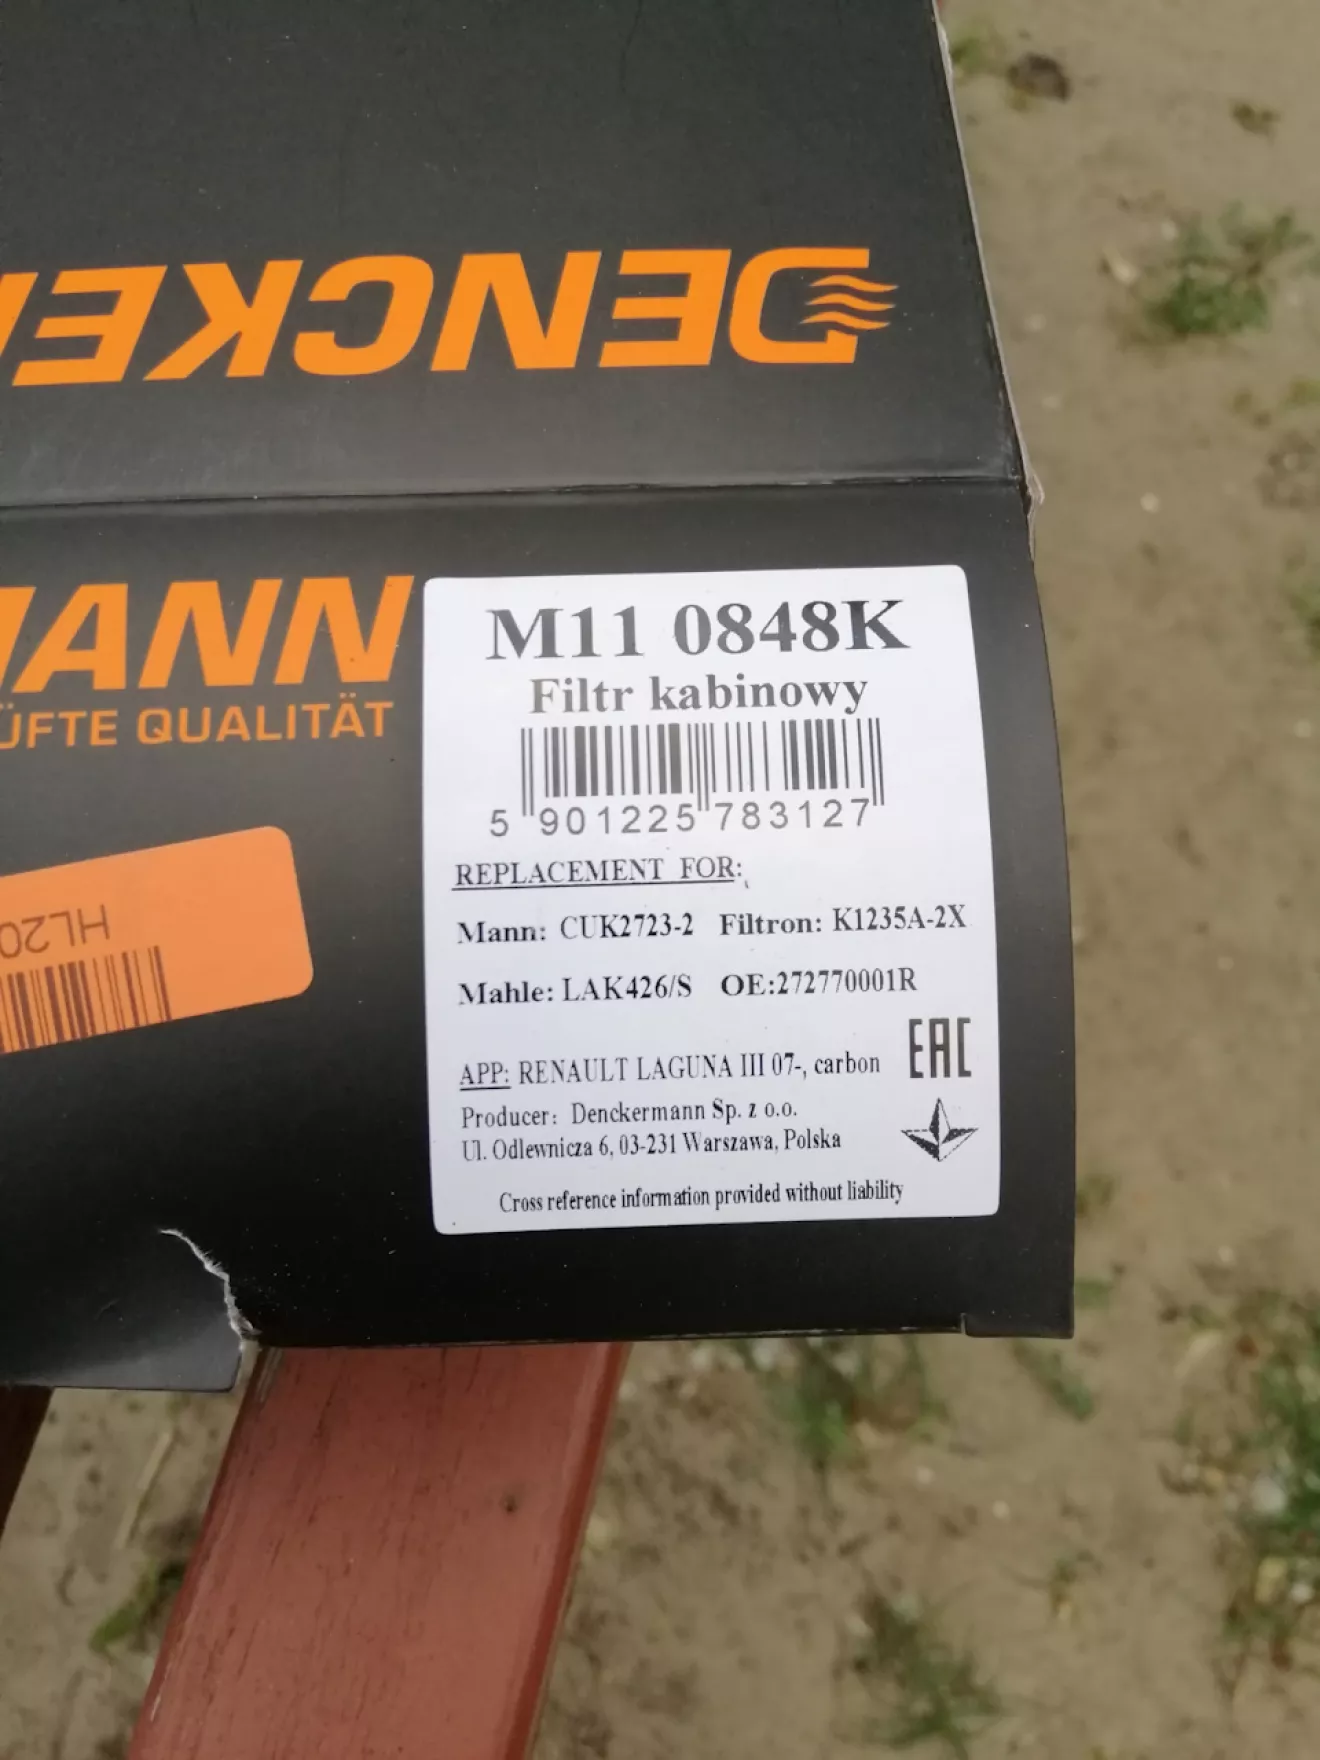 DENCKE
ANN
ÜFTE QUALITÄT
HL20
M11 0848K
Filtr kabinowy
5 901225 783127
REPLACEMENT FOR:
Mann: CUK2723-2 Filtron: K1235A-2X
Mahle: LAK426/S OE:272770001R
APP: RENAULT LAGUNA III 07-, carbon
EAC
Producer: Denckermann Sp. z o.o.
Ul. Odlewnicza 6, 03-231 Warszawa, Polska
Cross reference information provided without liability